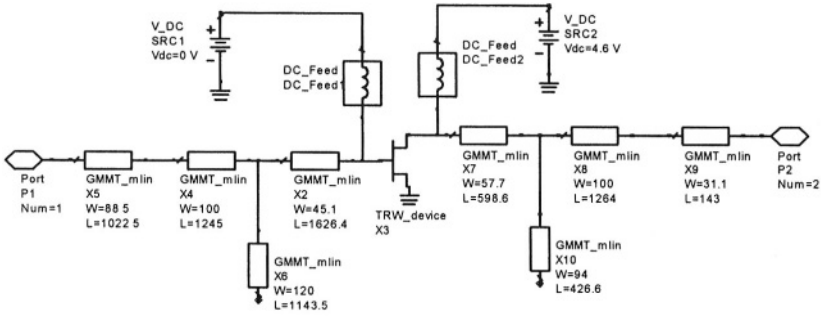 V_DC
SRC1
Vdc=0 V
DC_Feed
DC_Feed1
DC_Feed
DC_Feed2
V_DC
SRC2
Vdc=4.6 V
Port
P1
Num=1
GMMT_mlin
X5
W=88.5
L=1022.5
GMMT_mlin
X4
W=100
L=1245
GMMT_mlin
X2
W=45.1
L=1626.4
TRW_device
X3
GMMT_mlin
X7
W=57.7
L=598.6
GMMT_mlin
X8
W=100
L=1264
GMMT_mlin
X9
W=31.1
L=143
Port
P2
Num=2
GMMT_mlin
X6
W=120
L=1143.5
GMMT_mlin
X10
W=94
L=426.6